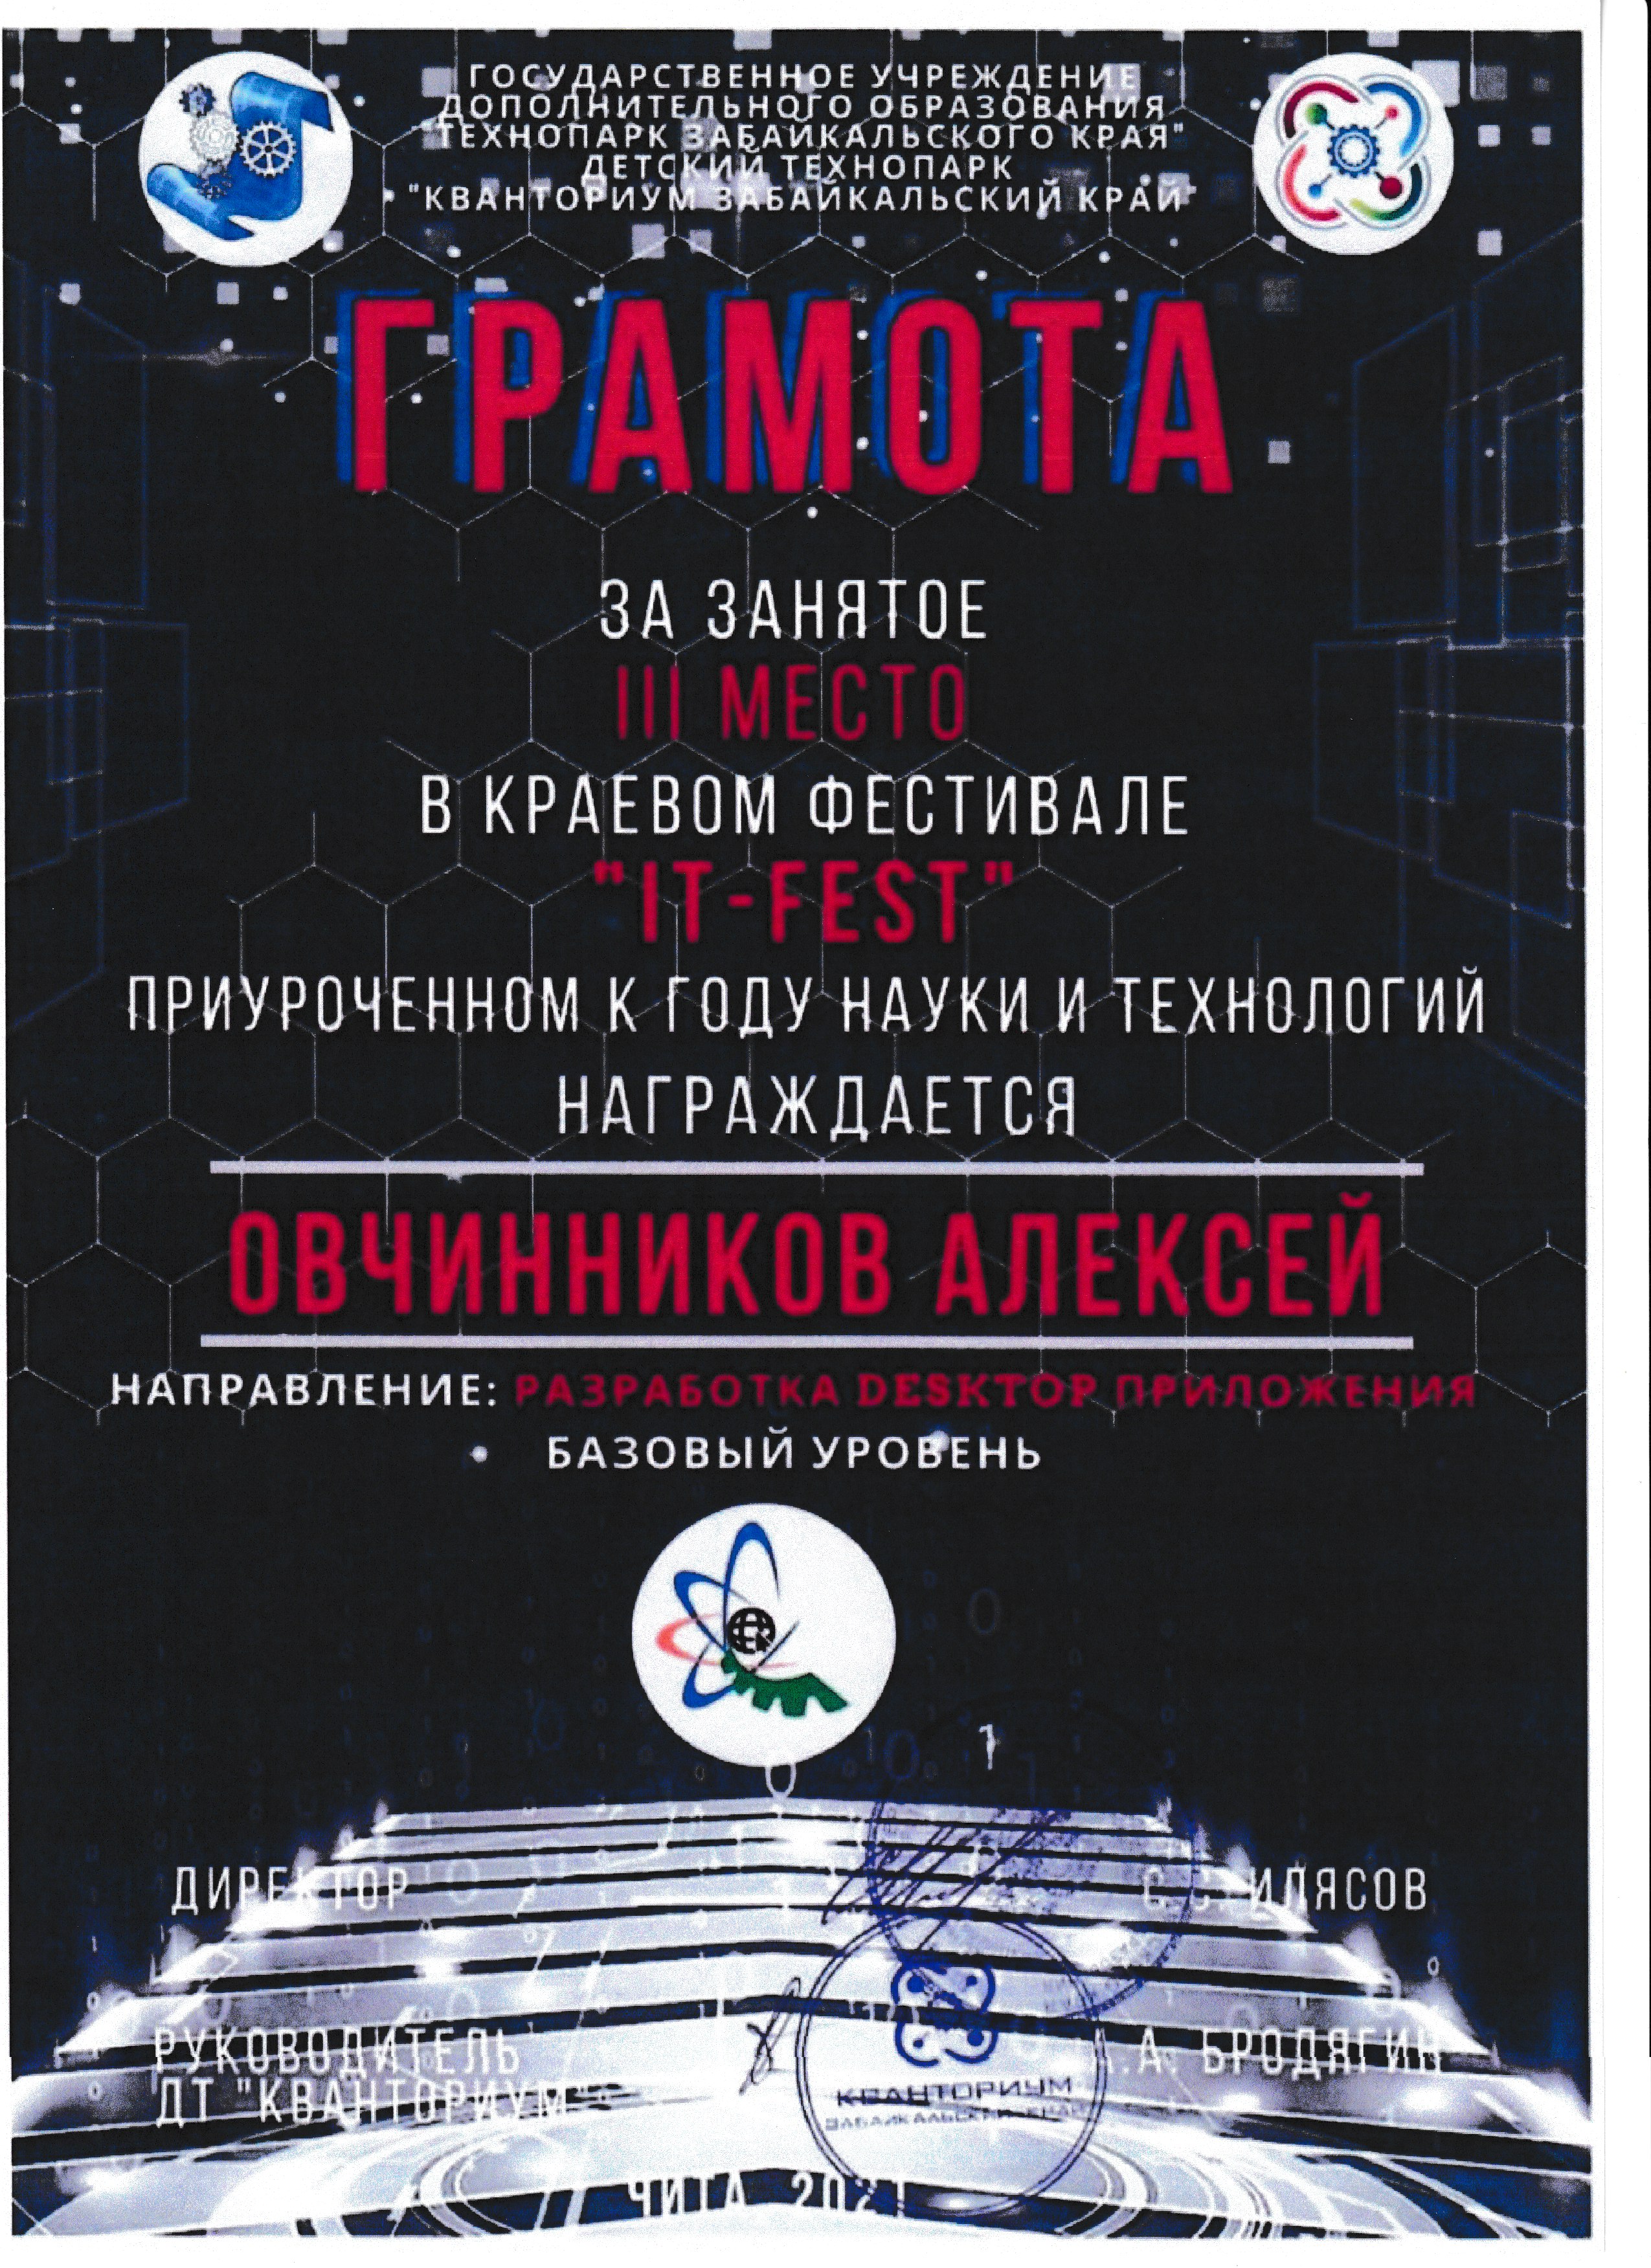 ГОСУДАРСТВЕННОЕ УЧРЕЖДЕНИЕ
ДОПОЛНИТЕЛЬНОГО ОБРАЗОВАНИЯ
"ТЕХНОПАРК ЗАБАЙКАЛЬСКОГО КРАЯ"
ДЕТСКИЙ ТЕХНОПАРК
"КВАНТОРИУМ ЗАБАЙКАЛЬСКИЙ КРАЙ"
ГРАМОТА
ЗА ЗАНЯТОЕ
III МЕСТО
В КРАЕВОМ ФЕСТИВАЛЕ
"IT-FEST"
ПРИУРОЧЕННОМ К ГОДУ НАУКИ И ТЕХНОЛОГИЙ
НАГРАЖДАЕТСЯ
ОВЧИННИКОВ АЛЕКСЕЙ
НАПРАВЛЕНИЕ: РАЗРАБОТКА DESKTOP ПРИЛОЖЕНИЯ
БАЗОВЫЙ УРОВЕНЬ
ДИРЕКТОР С.С. ИЛЯСОВ
РУКОВОДИТЕЛЬ
ДТ "КВАНТОРИУМ" А.А. БРОДЯГИН
КВАНТОРИУМ
ЗАБАЙКАЛЬСКИЙ КРАЙ
ЧИТА 2021